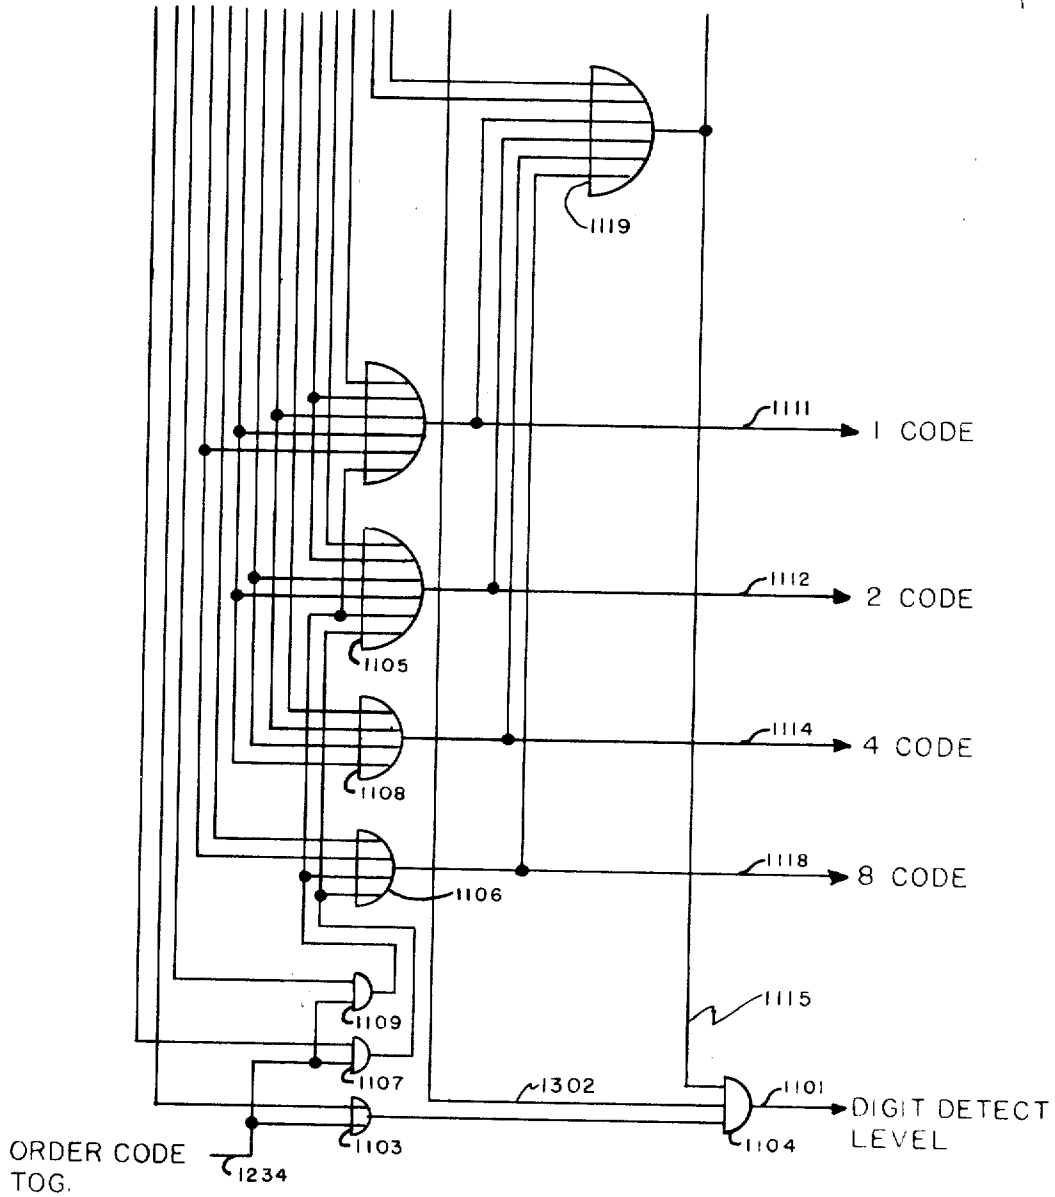 1119
1111
1 CODE
1112
2 CODE
1105
1114
4 CODE
1108
1118
8 CODE
1106
1115
1109
1107
1302
1101
DIGIT DETECT
LEVEL
1103
1104
ORDER CODE
TOG.
1234